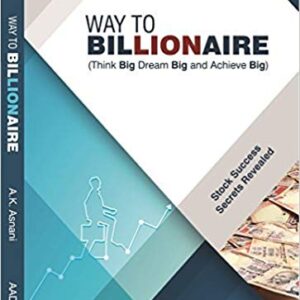 WAY TO
BILLIONAIRE
(Think Big Dream Big and Achieve Big)
Stock Success
Secrets Revealed
WAY TO BILLIONAIRE
A.K. Asnani